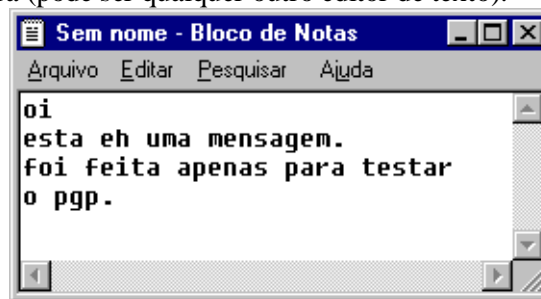 (pode ser qualquer outro editor de texto).
Sem nome - Bloco de Notas
Arquivo Editar Pesquisar Ajuda
oi
esta eh uma mensagem.
foi feita apenas para testar
o pgp.